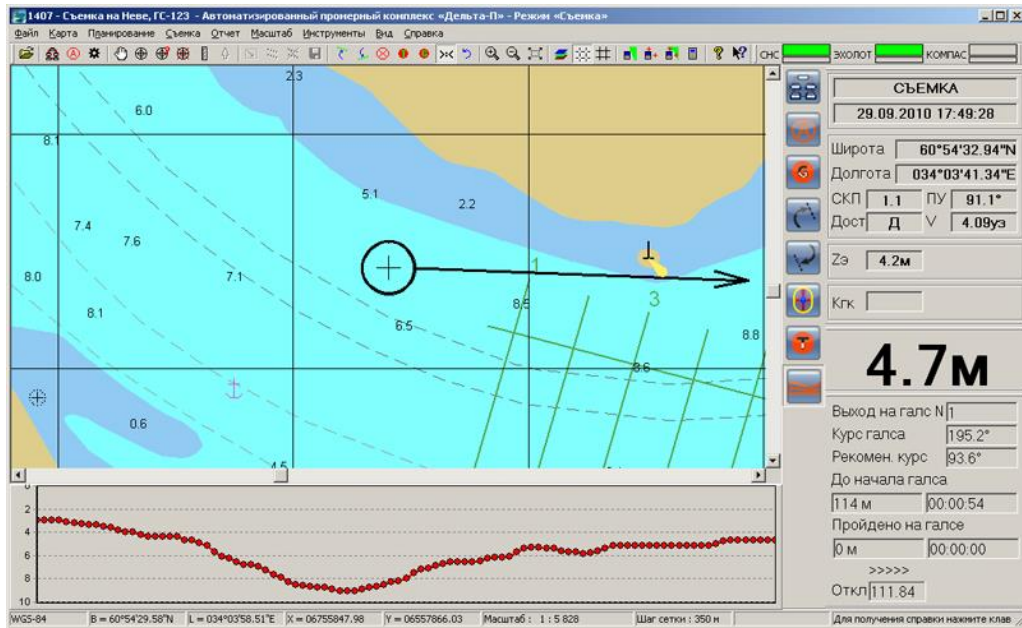 1407 - Съемка на Неве, ГС-123 - Автоматизированный промерный комплекс «Дельта-П» - Режим «Съемка»
Файл Карта Планирование Съемка Отчет Масштаб Инструменты Вид Справка
СНС ЭХОЛОТ КОМПАС
2.3
6.0
8.1
5.1
2.2
7.4
7.6
8.0
7.1
1
8.5
3
8.1
6.5
8.8
3.6
0.6
4.5
СЪЕМКА
29.09.2010 17:49:28
Широта 60°54'32.94"N
Долгота 034°03'41.34"E
СКП 1.1 ПУ 91.1°
Дост Д V 4.09уз
Zэ 4.2м
Кгк
4.7м
Выход на галс N 1
Курс галса 195.2°
Рекомен. курс 93.6°
До начала галса
114 м 00:00:54
Пройдено на галсе
0 м 00:00:00
>>>>>
Откл 111.84
0
2
4
6
8
10
WGS-84 B = 60°54'29.58"N L = 034°03'58.51"E X = 06755847.98 Y = 06557866.03 Масштаб : 1 : 5 828 Шаг сетки : 350 м Для получения справки нажмите клав